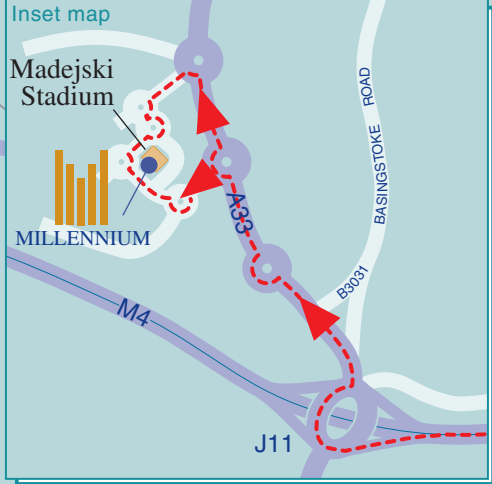 Inset map
Madejski
Stadium
MILLENNIUM
A33
BASINGSTOKE ROAD
B3031
M4
J11